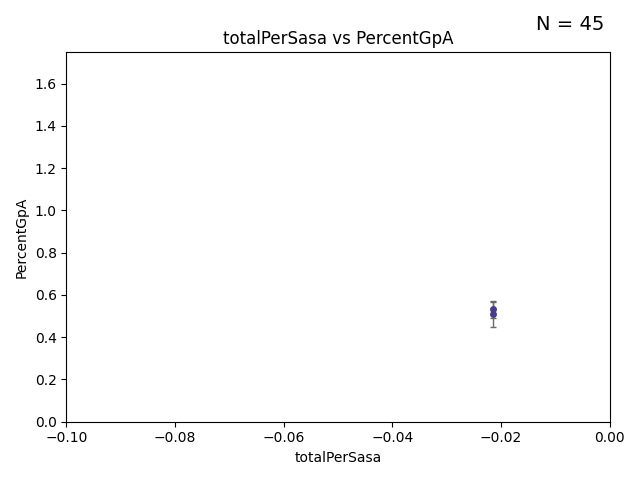 N = 45
totalPerSasa vs PercentGpA
PercentGpA
1.6
1.4
1.2
1.0
0.8
0.6
0.4
0.2
0.0
−0.10 −0.08 −0.06 −0.04 −0.02 0.00
totalPerSasa